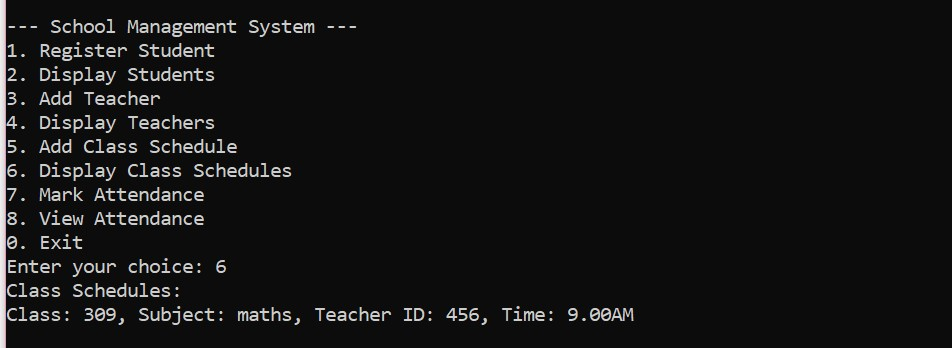 --- School Management System ---
1. Register Student
2. Display Students
3. Add Teacher
4. Display Teachers
5. Add Class Schedule
6. Display Class Schedules
7. Mark Attendance
8. View Attendance
0. Exit
Enter your choice: 6
Class Schedules:
Class: 309, Subject: maths, Teacher ID: 456, Time: 9.00AM